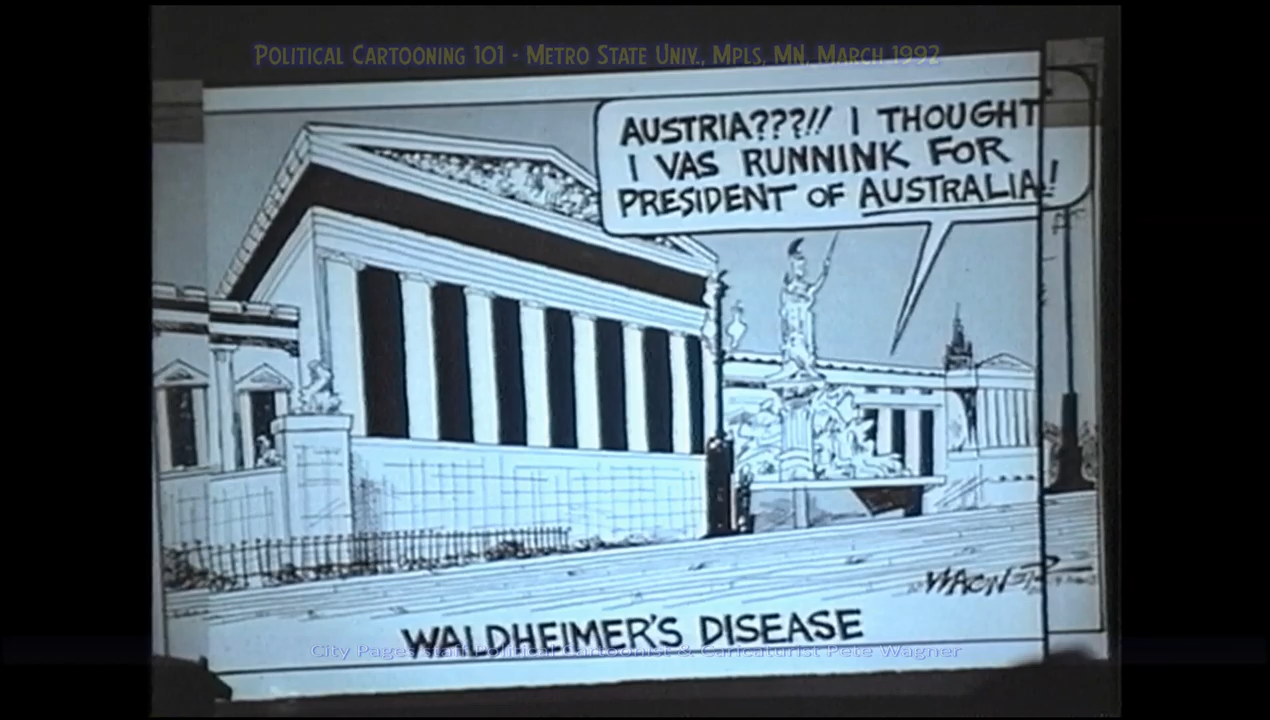 POLITICAL CARTOONING 101 - METRO STATE UNIV., MPLS, MN, MARCH 1992
AUSTRIA???!! I THOUGHT
I VAS RUNNINK FOR
PRESIDENT OF AUSTRALIA!
WAGNER
WALDHEIMER'S DISEASE
City Pages staff Political Cartoonist & Caricaturist Pete Wagner